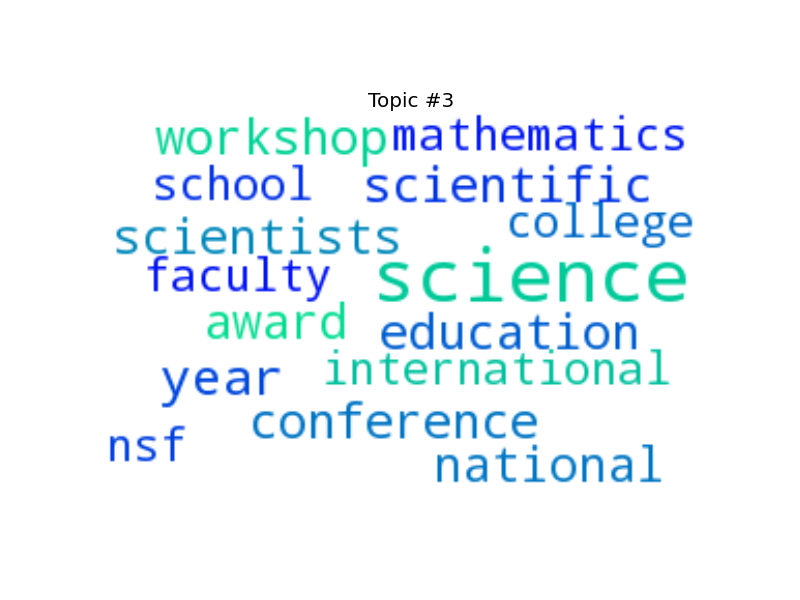 Topic #3
workshop mathematics
school scientific
scientists college
faculty science
award education
year international
conference
nsf national